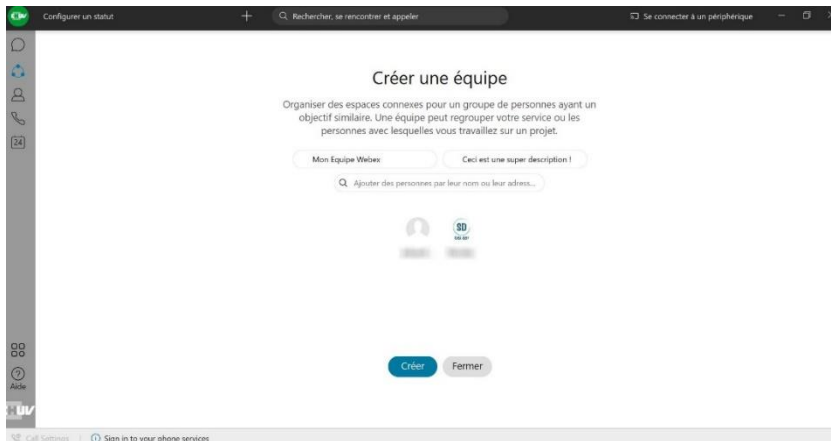 Configurer un statut
Rechercher, se rencontrer et appeler
Se connecter à un périphérique
24
Créer une équipe
Organiser des espaces connexes pour un groupe de personnes ayant un
objectif similaire. Une équipe peut regrouper votre service ou les
personnes avec lesquelles vous travaillez sur un projet.
Mon Equipe Webex
Ceci est une super description !
Ajouter des personnes par leur nom ou leur adress...
SD
Créer
Fermer
Aide
Call Settings
Sign in to your phone services